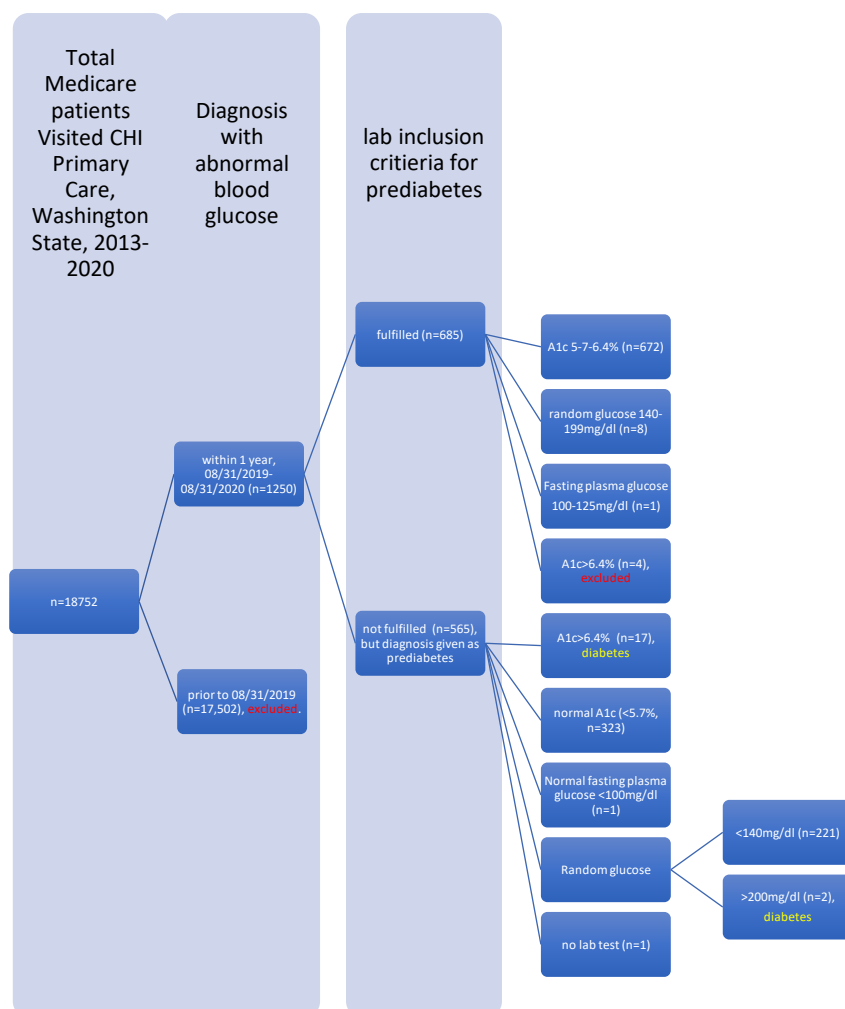 Total
Medicare
patients
Visited CHI
Primary
Care,
Washington
State, 2013-
2020
Diagnosis
with
abnormal
blood
glucose
lab inclusion
critieria for
prediabetes
n=18752
within 1 year,
08/31/2019-
08/31/2020 (n=1250)
prior to 08/31/2019
(n=17,502), excluded.
fulfilled (n=685)
not fulfilled (n=565),
but diagnosis given as
prediabetes
A1c 5-7-6.4% (n=672)
random glucose 140-
199mg/dl (n=8)
Fasting plasma glucose
100-125mg/dl (n=1)
A1c>6.4% (n=4),
excluded
A1c>6.4% (n=17),
diabetes
normal A1c (<5.7%,
n=323)
Normal fasting plasma
glucose <100mg/dl
(n=1)
Random glucose
<140mg/dl (n=221)
>200mg/dl (n=2),
diabetes
no lab test (n=1)